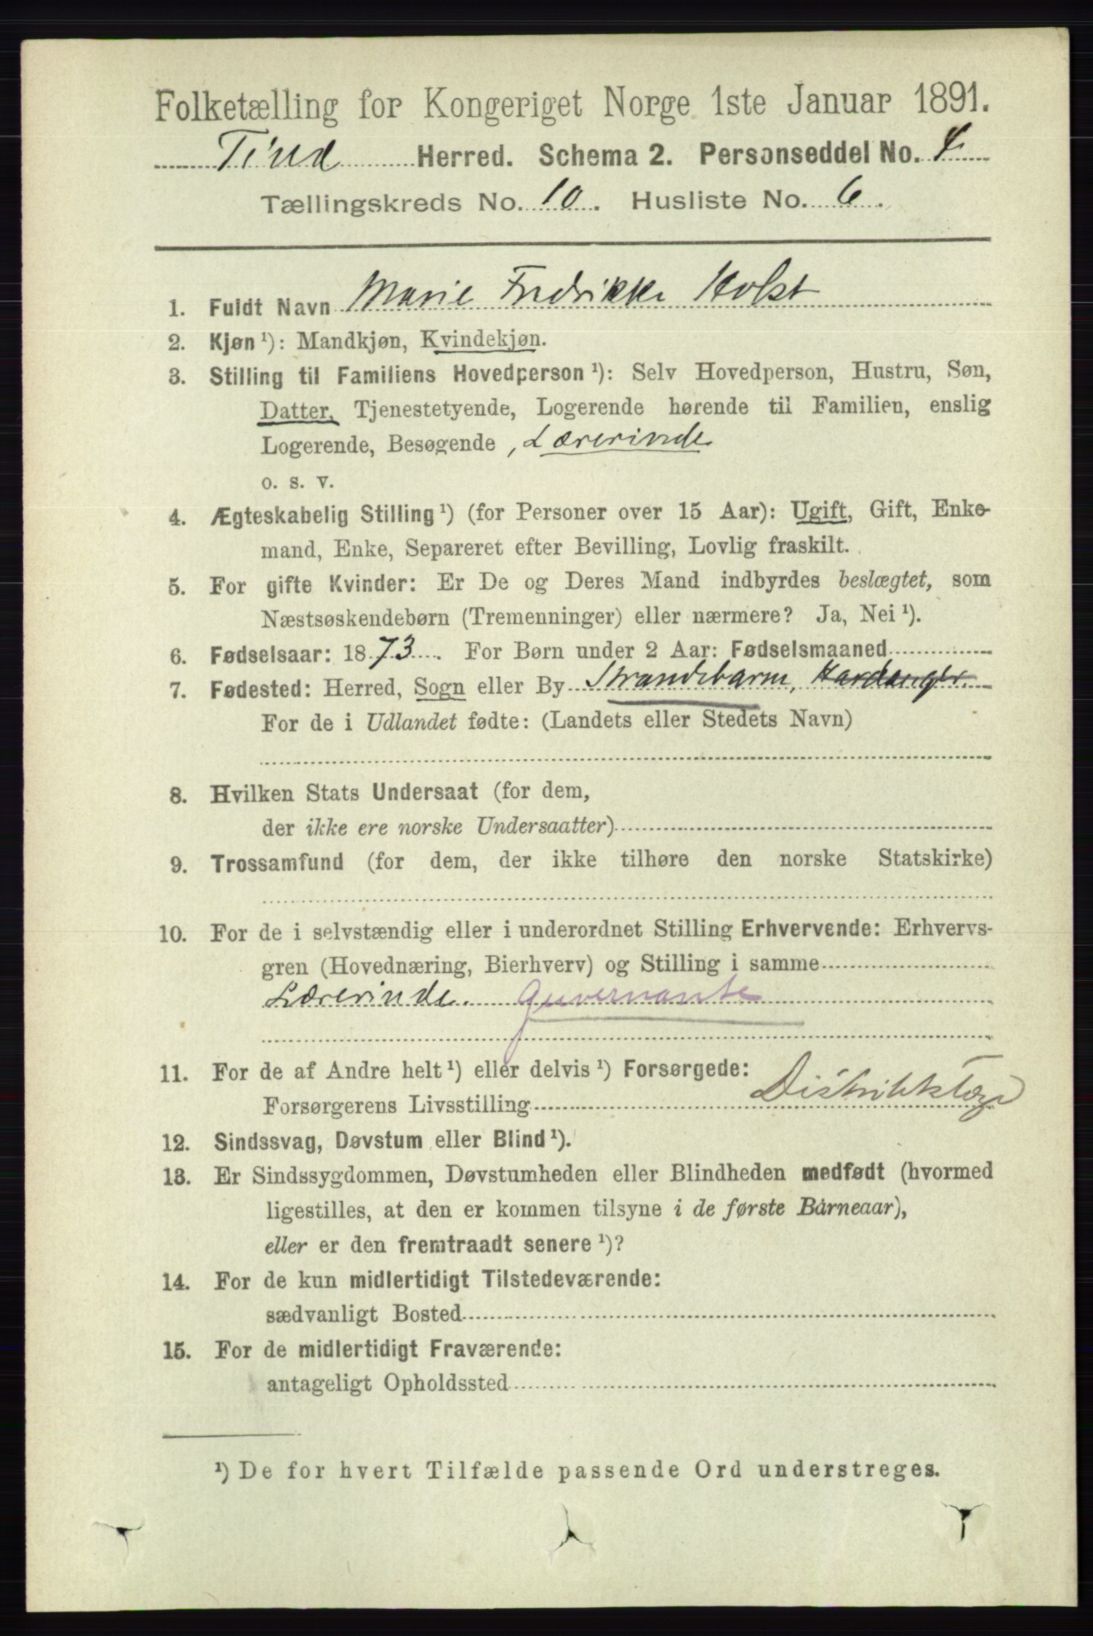 Folketælling for Kongeriget Norge 1ste Januar 1891.
Tind Herred. Schema 2. Personseddel No. 4
Tællingskreds No. 10. Husliste No. 6.
1. Fuldt Navn Marie Fredrikke Holst
2. Kjøn ¹): Mandkjøn, Kvindekjøn.
3. Stilling til Familiens Hovedperson ¹): Selv Hovedperson, Hustru, Søn,
Datter, Tjenestetyende, Logerende hørende til Familien, enslig
Logerende, Besøgende, Lærerinde
o. s. v.
4. Ægteskabelig Stilling ¹) (for Personer over 15 Aar): Ugift, Gift, Enke-
mand, Enke, Separeret efter Bevilling, Lovlig fraskilt.
5. For gifte Kvinder: Er De og Deres Mand indbyrdes beslægtet, som
Næstsøskendebørn (Tremenninger) eller nærmere? Ja, Nei ¹).
6. Fødselsaar: 1873. For Børn under 2 Aar: Fødselsmaaned
7. Fødested: Herred, Sogn eller By Strandebarm, Hardanger.
For de i Udlandet fødte: (Landets eller Stedets Navn)
8. Hvilken Stats Undersaat (for dem,
der ikke ere norske Undersaatter)
9. Trossamfund (for dem, der ikke tilhøre den norske Statskirke)
10. For de i selvstændig eller i underordnet Stilling Erhvervende: Erhvervs-
gren (Hovednæring, Bierhverv) og Stilling i samme
Lærerinde. Guvernante
11. For de af Andre helt ¹) eller delvis ¹) Forsørgede:
Forsørgerens Livsstilling Distriktslæge
12. Sindssvag, Døvstum eller Blind ¹).
13. Er Sindssygdommen, Døvstumheden eller Blindheden medfødt (hvormed
ligestilles, at den er kommen tilsyne i de første Barneaar),
eller er den fremtraadt senere ¹)?
14. For de kun midlertidigt Tilstedeværende:
sædvanligt Bosted
15. For de midlertidigt Fraværende:
antageligt Opholdssted
¹) De for hvert Tilfælde passende Ord understreges.